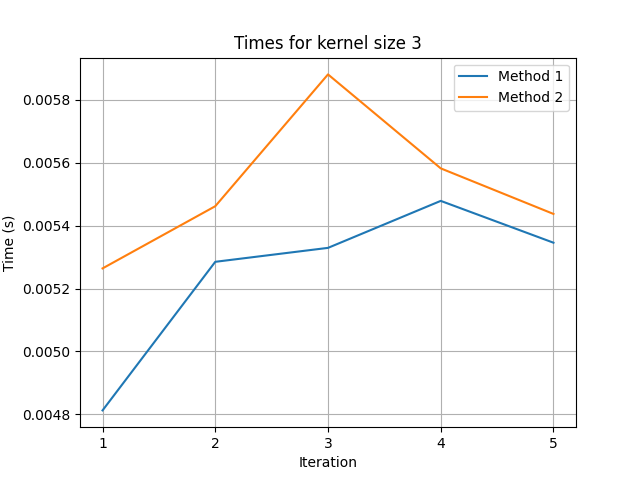 Times for kernel size 3
Method 1
Method 2
Time (s)
0.0058
0.0056
0.0054
0.0052
0.0050
0.0048
1 2 3 4 5
Iteration